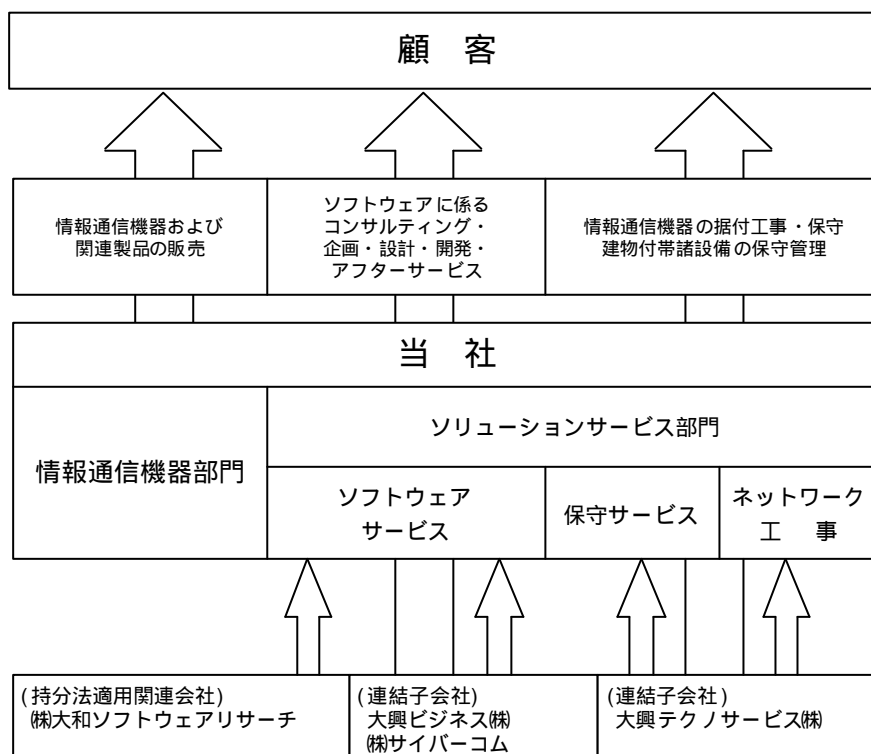 顧 客
情報通信機器および
関連製品の販売
ソフトウェアに係る
コンサルティング・
企画・設計・開発・
アフターサービス
情報通信機器の据付工事・保守
建物付帯諸設備の保守管理
当 社
情報通信機器部門
ソリューションサービス部門
ソフトウェア
サービス
保守サービス
ネットワーク
工 事
(持分法適用関連会社)
㈱大和ソフトウェアリサーチ
(連結子会社)
大興ビジネス㈱
㈱サイバーコム
(連結子会社)
大興テクノサービス㈱